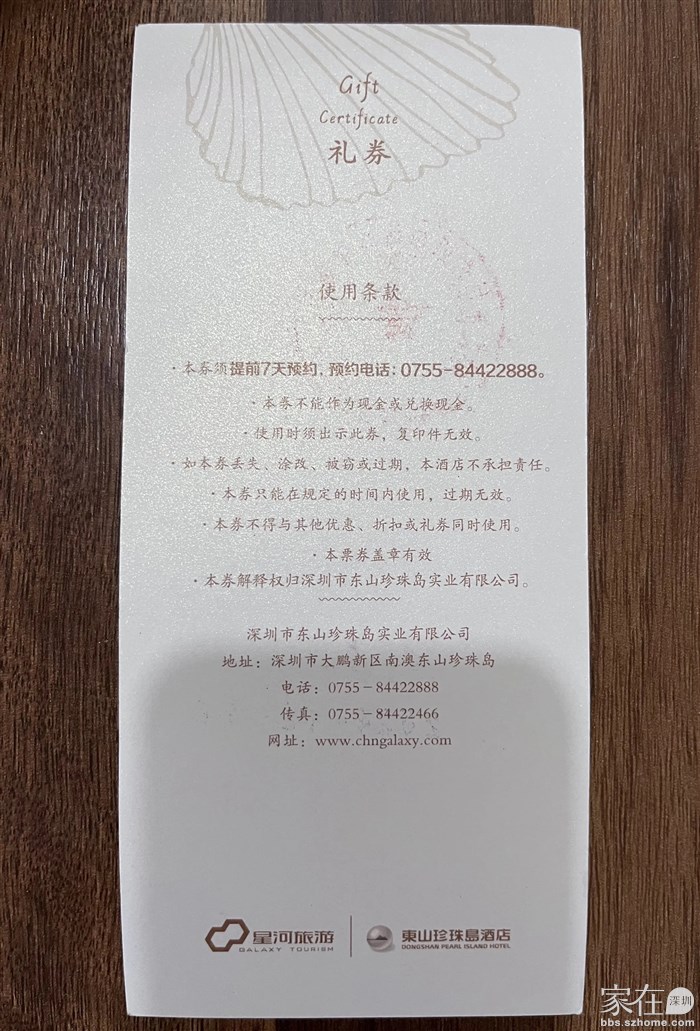 Gift
Certificate
礼券
使用条款
·本券须提前7天预约，预约电话：0755-84422888。
·本券不能作为现金或兑换现金。
·使用时须出示此券，复印件无效。
·如本券丢失、涂改、被窃或过期，本酒店不承担责任。
·本券只能在规定的时间内使用，过期无效。
·本券不得与其他优惠、折扣或礼券同时使用。
·本票券盖章有效
·本券解释权归深圳市东山珍珠岛实业有限公司。
深圳市东山珍珠岛实业有限公司
地址：深圳市大鹏新区南澳东山珍珠岛
电话：0755-84422888
传真：0755-84422466
网址：www.chngalaxy.com
星河旅游
GALAXY TOURISM
東山珍珠島酒店
DONGSHAN PEARL ISLAND HOTEL
家在深圳
bbs.szhome.com